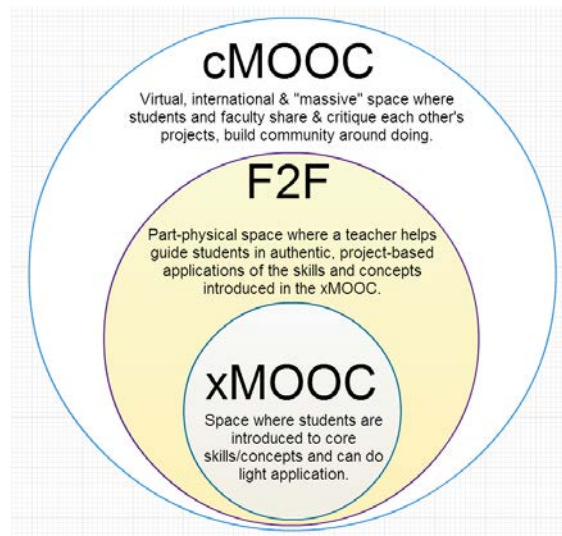 cMOOC
Virtual, international & "massive" space where
students and faculty share & critique each other's
projects, build community around doing.
F2F
Part-physical space where a teacher helps
guide students in authentic, project-based
applications of the skills and concepts
introduced in the xMOOC.
xMOOC
Space where students are
introduced to core
skills/concepts and can do
light application.